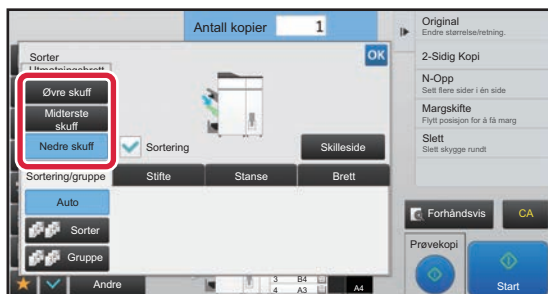 Antall kopier 1
Sorter
OK
Øvre skuff
Midterste
skuff
Nedre skuff
Sortering
Skilleside
Sortering/gruppe
Stifte
Stanse
Brett
Auto
Sorter
Gruppe
Andre
3 B4
4 A3
A4
Original
Endre størrelse/retning.
2-Sidig Kopi
N-Opp
Sett flere sider i én side
Margskifte
Flytt posisjon for å få marg
Slett
Slett skygge rundt
Forhåndsvis
CA
Prøvekopi
Start